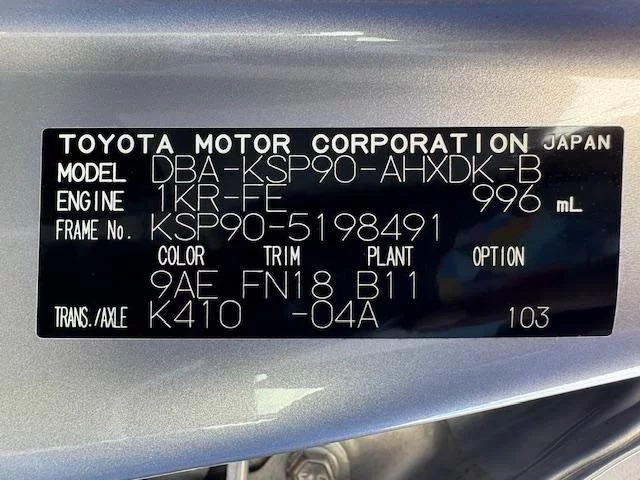 TOYOTA MOTOR CORPORATION JAPAN
MODEL DBA-KSP90-AHXDK-B
ENGINE 1KR-FE 996 mL
FRAME No. KSP90-5198491
COLOR TRIM PLANT OPTION
9AE FN18 B11
TRANS./AXLE K410 -04A 103